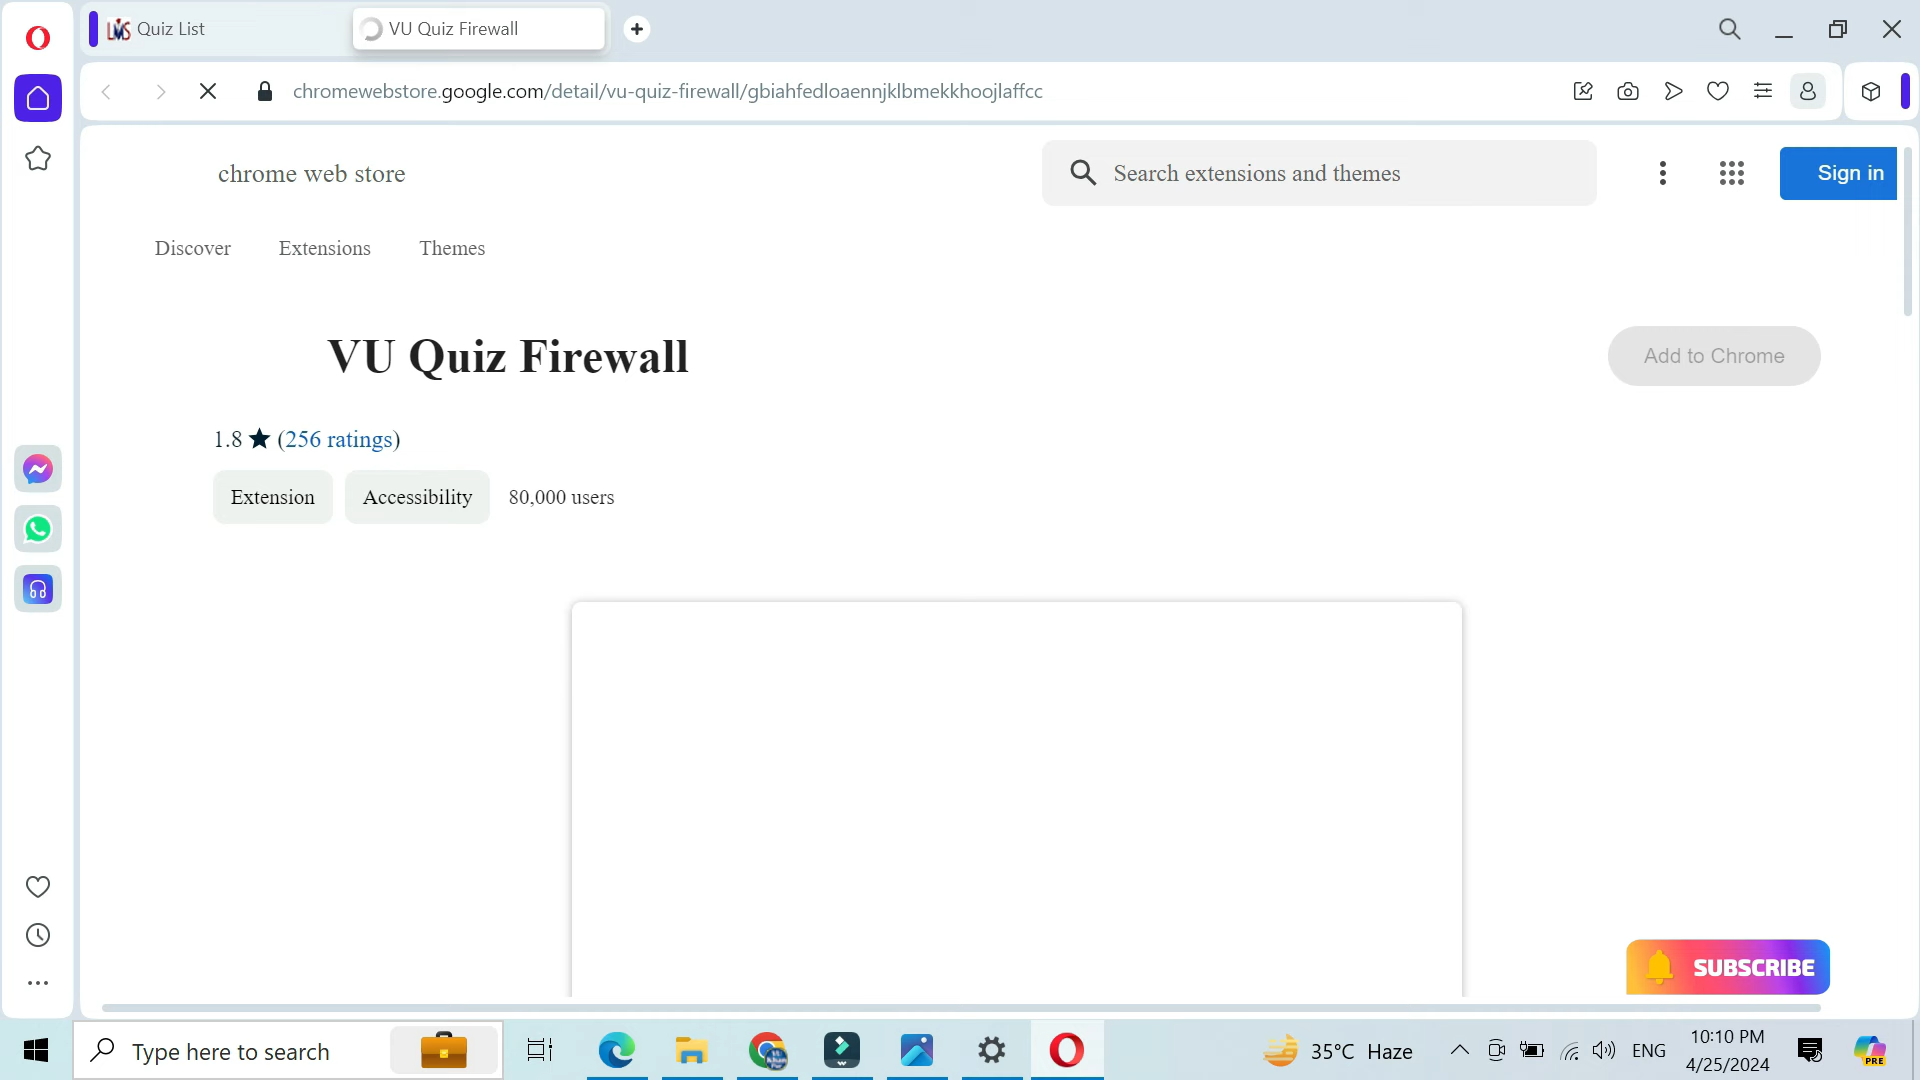 LMS Quiz List
VU Quiz Firewall
chromewebstore.google.com/detail/vu-quiz-firewall/gbiahfedloaennjklbmekkhoojlaffcc
chrome web store
Search extensions and themes
Sign in
Discover
Extensions
Themes
VU Quiz Firewall
Add to Chrome
1.8 ★ (256 ratings)
Extension
Accessibility
80,000 users
SUBSCRIBE
Type here to search
35°C Haze
ENG
10:10 PM
4/25/2024
PRE